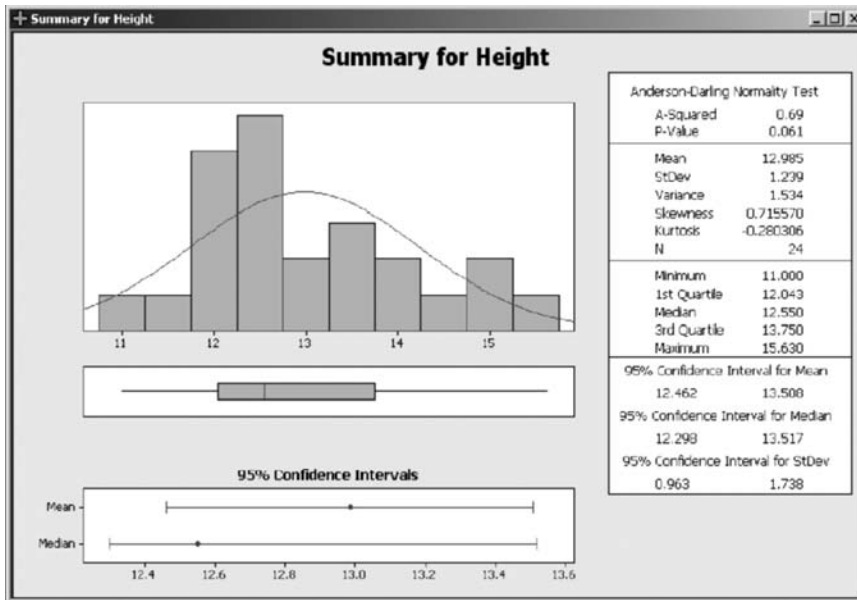 Summary for Height
Summary for Height
11 12 13 14 15
95% Confidence Intervals
Mean
Median
12.4 12.6 12.8 13.0 13.2 13.4 13.6
Anderson-Darling Normality Test
A-Squared 0.69
P-Value 0.061
Mean 12.985
StDev 1.239
Variance 1.534
Skewness 0.715570
Kurtosis -0.280306
N 24
Minimum 11.000
1st Quartile 12.043
Median 12.550
3rd Quartile 13.750
Maximum 15.630
95% Confidence Interval for Mean
12.462 13.508
95% Confidence Interval for Median
12.298 13.517
95% Confidence Interval for StDev
0.963 1.738